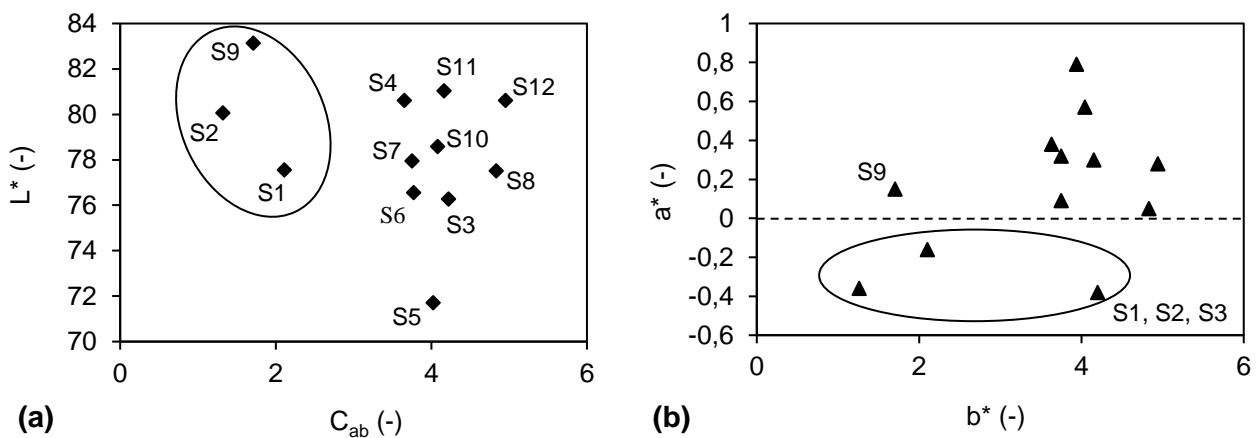 84
82
80
78
76
74
72
70
L* (-)
S9
S2
S1
S4
S11
S12
S7
S10
S8
S6
S3
S5
0
2
4
6
C_ab (-)
(a)
1
0,8
0,6
0,4
0,2
0
-0,2
-0,4
-0,6
a* (-)
S9
S1, S2, S3
0
2
4
6
b* (-)
(b)